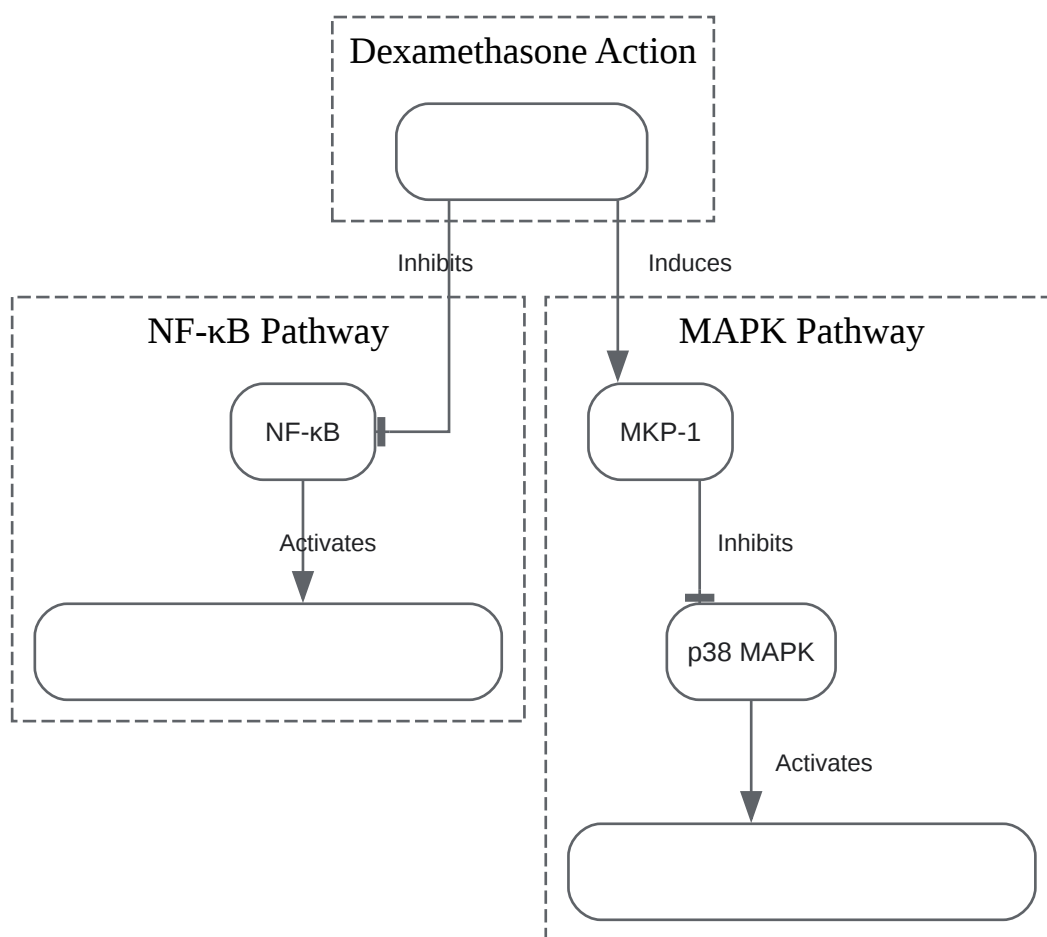 Dexamethasone Action
Inhibits
Induces
NF-κB Pathway
MAPK Pathway
NF-κB
MKP-1
Activates
Inhibits
p38 MAPK
Activates